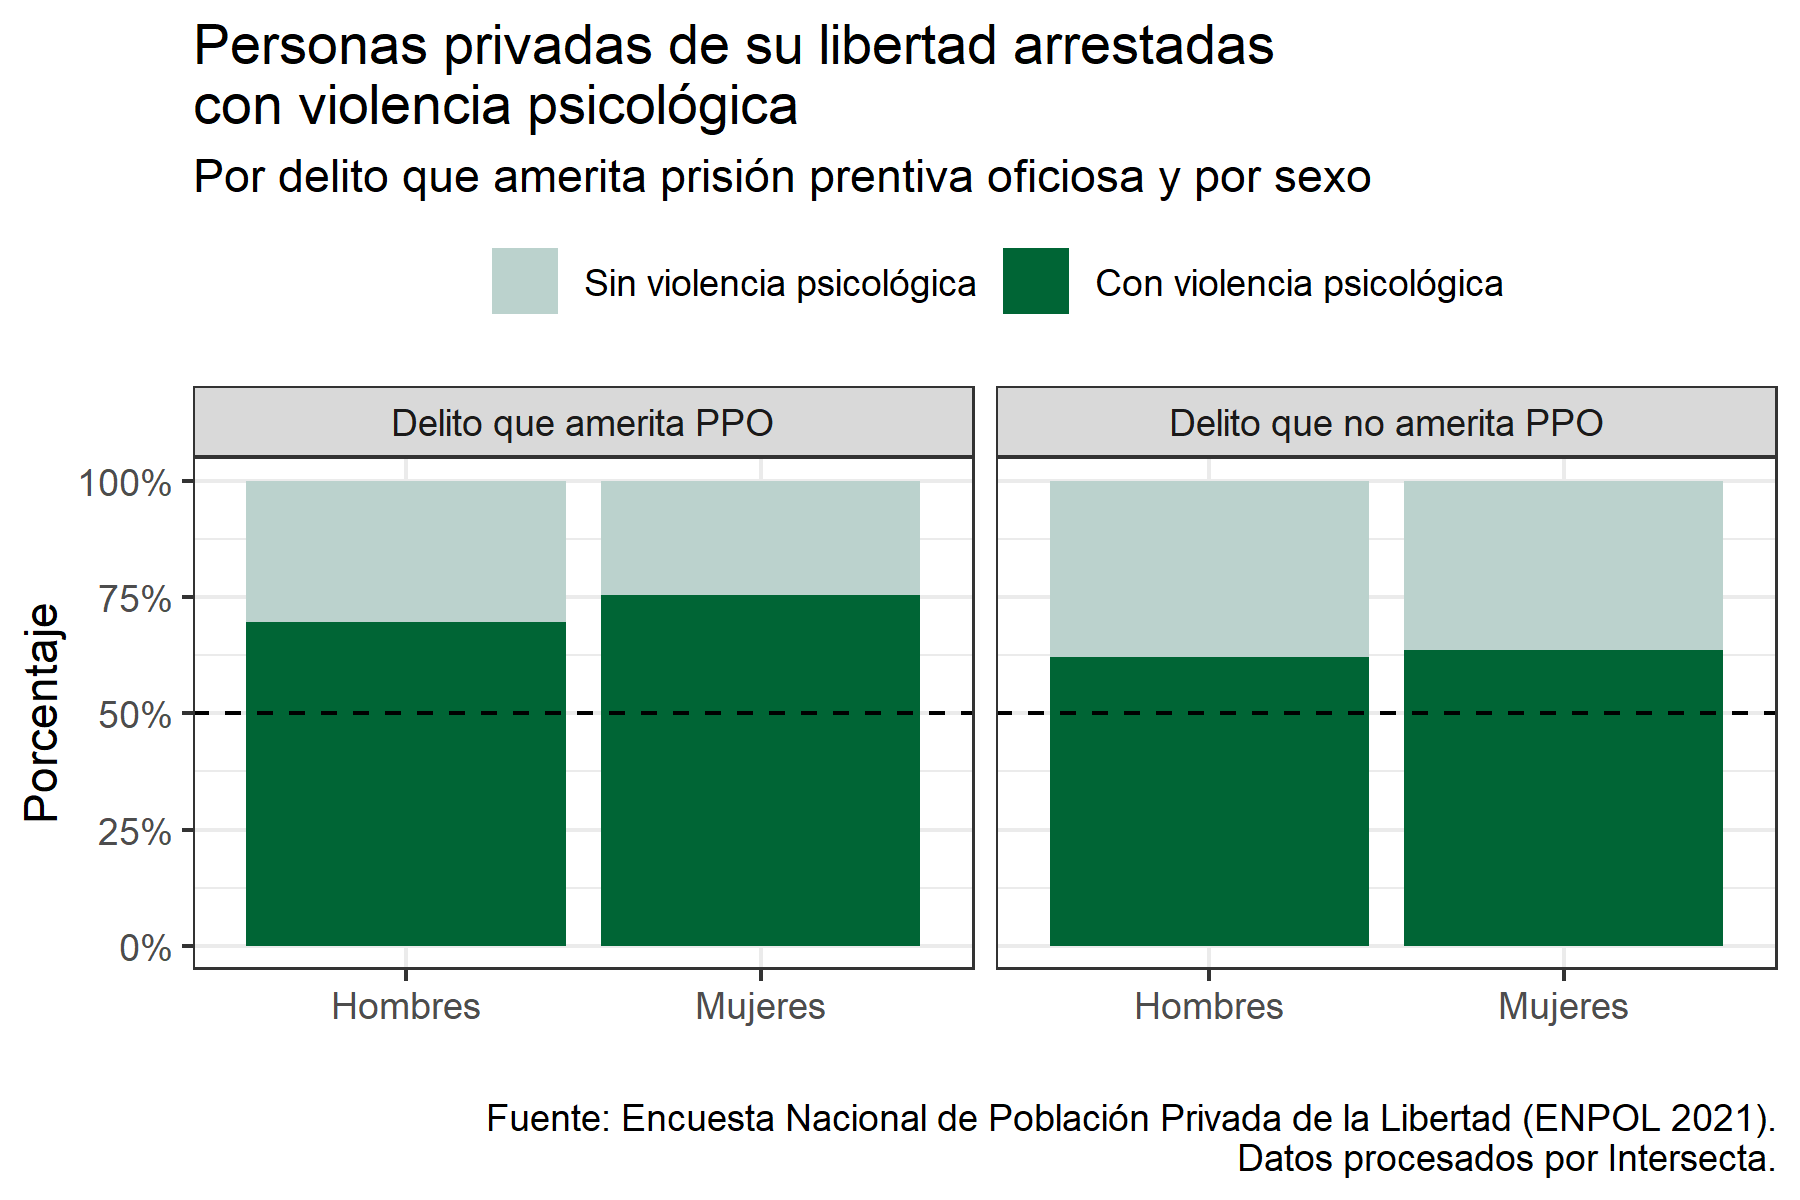 Personas privadas de su libertad arrestadas
con violencia psicológica
Por delito que amerita prisión prentiva oficiosa y por sexo
Sin violencia psicológica
Con violencia psicológica
Delito que amerita PPO
Delito que no amerita PPO
Porcentaje
100%
75%
50%
25%
0%
Hombres
Mujeres
Hombres
Mujeres
Fuente: Encuesta Nacional de Población Privada de la Libertad (ENPOL 2021).
Datos procesados por Intersecta.